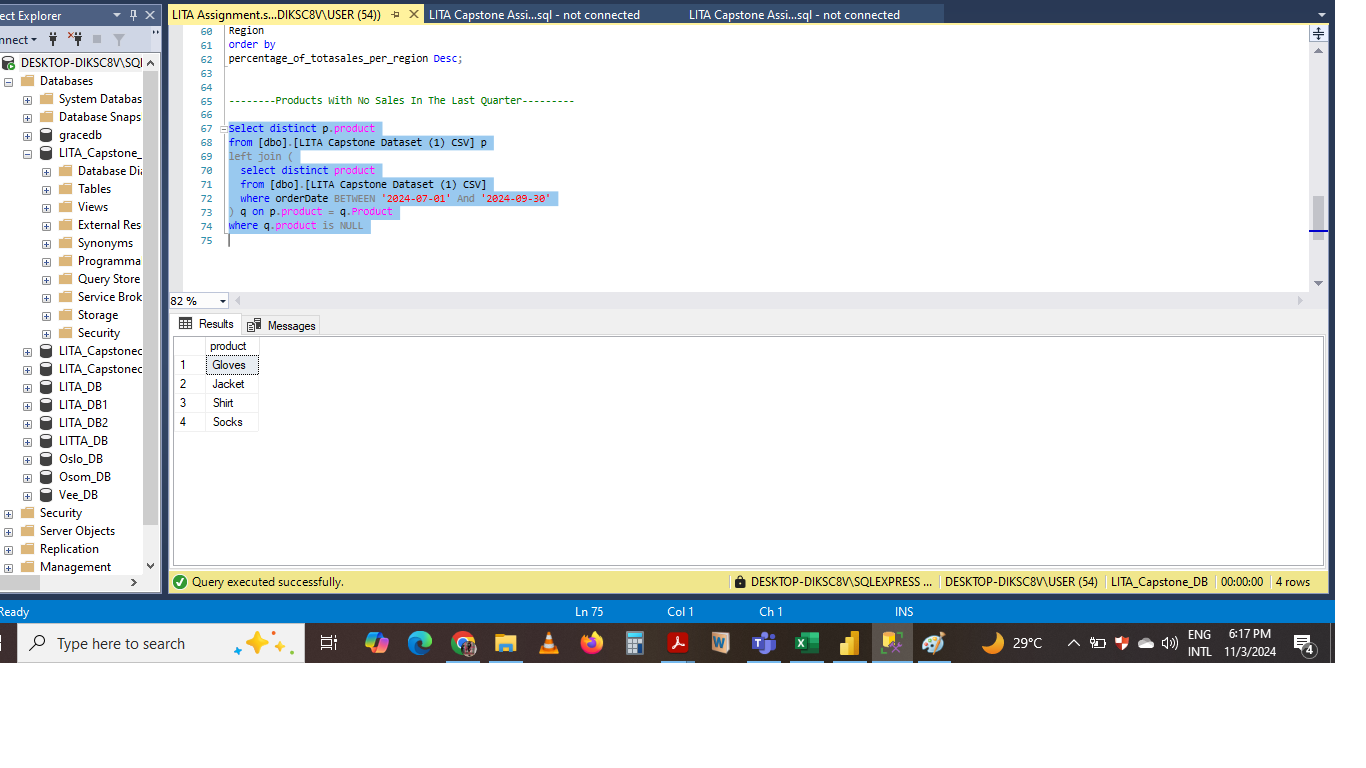 ect Explorer
nnect
DESKTOP-DIKSC8V\SQL
Databases
System Databas
Database Snaps
gracedb
LITA_Capstone_
Database Di
Tables
Views
External Res
Synonyms
Programma
Query Store
Service Brok
Storage
Security
LITA_Capstonec
LITA_Capstonec
LITA_DB
LITA_DB1
LITA_DB2
LITTA_DB
Oslo_DB
Osom_DB
Vee_DB
Security
Server Objects
Replication
Management
LITA Assignment.s...DIKSC8V\USER (54))
LITA Capstone Assi...sql - not connected
LITA Capstone Assi...sql - not connected
60 Region
61 order by
62 percentage_of_totasales_per_region Desc;
63
64
65 --------Products With No Sales In The Last Quarter---------
66
67 Select distinct p.product
68 from [dbo].[LITA Capstone Dataset (1) CSV] p
69 left join (
70 select distinct product
71 from [dbo].[LITA Capstone Dataset (1) CSV]
72 where orderDate BETWEEN '2024-07-01' And '2024-09-30'
73 ) q on p.product = q.Product
74 where q.product is NULL
75
82 %
Results Messages
product
1 Gloves
2 Jacket
3 Shirt
4 Socks
Query executed successfully. DESKTOP-DIKSC8V\SQLEXPRESS ... DESKTOP-DIKSC8V\USER (54) LITA_Capstone_DB 00:00:00 4 rows
Ready Ln 75 Col 1 Ch 1 INS
Type here to search
29°C
ENG
INTL
6:17 PM
11/3/2024
4